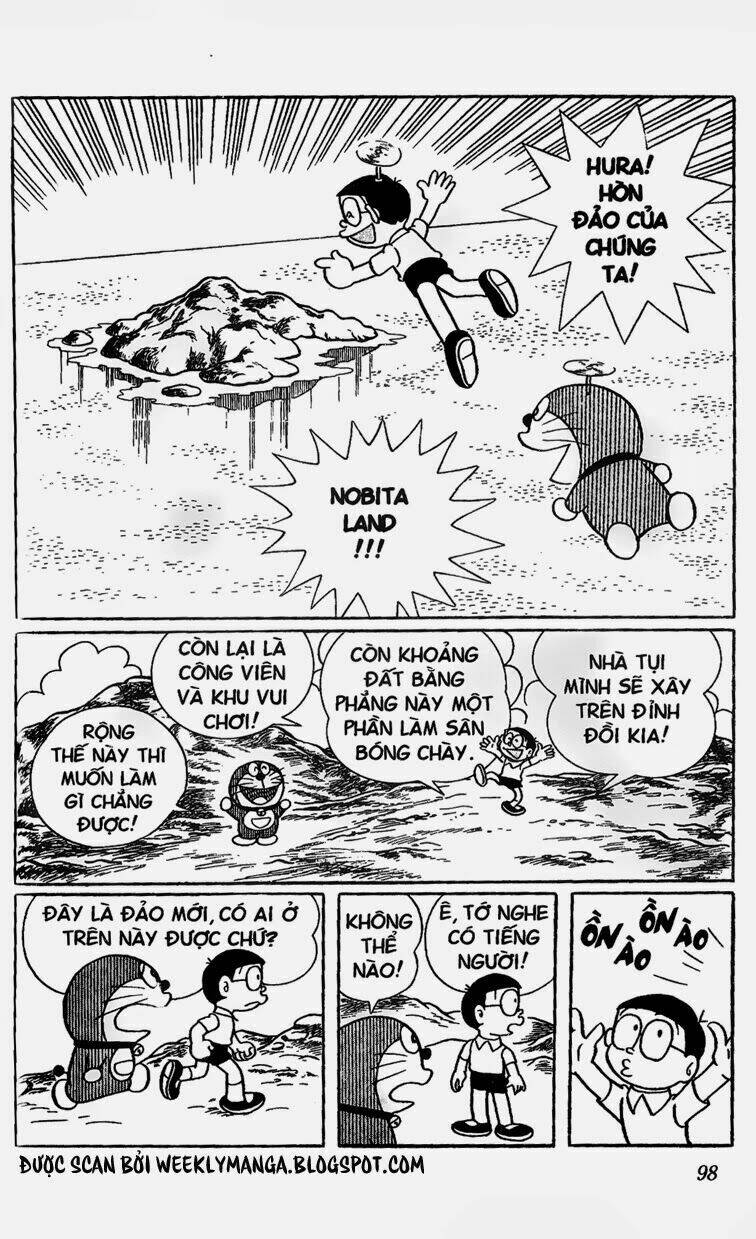 HURA!
HÒN
ĐẢO CỦA
CHÚNG
TA!
NOBITA
LAND
!!!
NHÀ TỤI
MÌNH SẼ XÂY
TRÊN ĐỈNH
ĐỒI KIA!
CÒN KHOẢNG
ĐẤT BẰNG
PHẲNG NÀY MỘT
PHẦN LÀM SÂN
BÓNG CHÀY.
CÒN LẠI LÀ
CÔNG VIÊN
VÀ KHU VUI
CHƠI!
RỘNG
THẾ NÀY THÌ
MUỐN LÀM
GÌ CHẲNG
ĐƯỢC!
ỒN ÀO
ỒN ÀO
Ê, TỚ NGHE
CÓ TIẾNG
NGƯỜI!
KHÔNG
THỂ
NÀO!
ĐÂY LÀ ĐẢO MỚI, CÓ AI Ở
TRÊN NÀY ĐƯỢC CHỨ?
ĐƯỢC SCAN BỞI WEEKLYMANGA.BLOGSPOT.COM
98